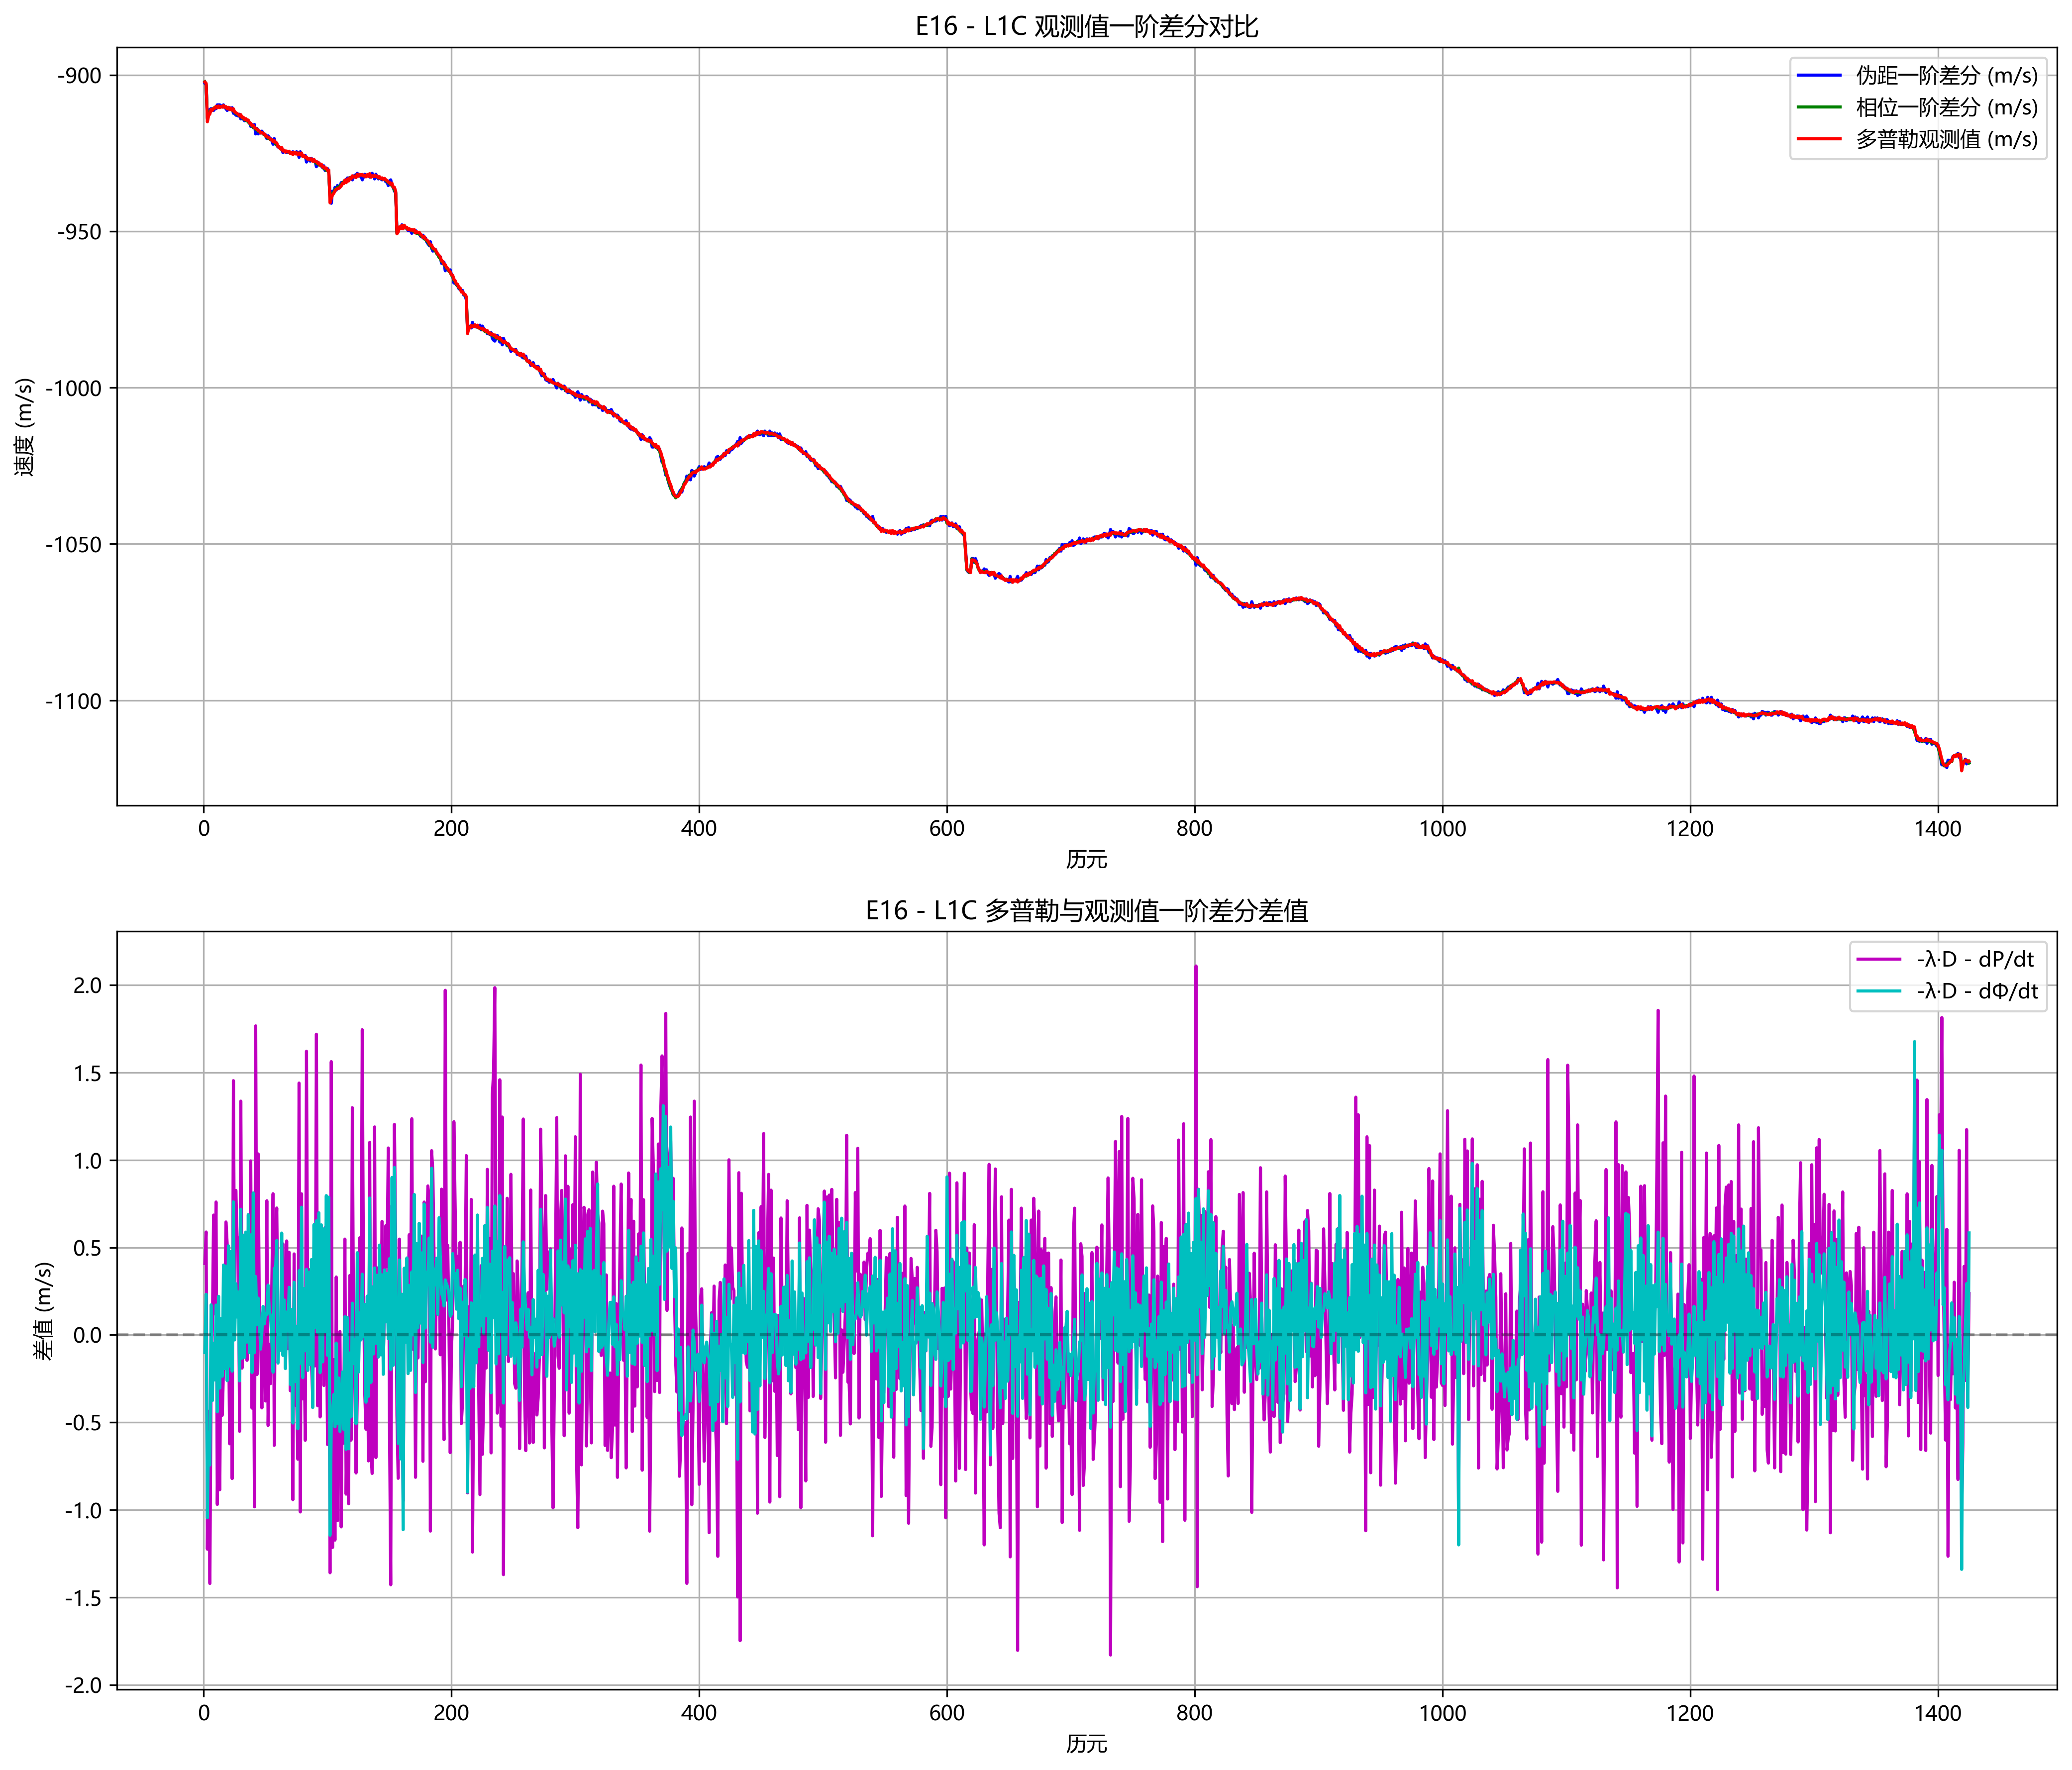 E16 - L1C 观测值一阶差分对比
伪距一阶差分 (m/s)
相位一阶差分 (m/s)
多普勒观测值 (m/s)
速度 (m/s)
-900
-950
-1000
-1050
-1100
0 200 400 600 800 1000 1200 1400
历元
E16 - L1C 多普勒与观测值一阶差分差值
-λ·D - dP/dt
-λ·D - dΦ/dt
差值 (m/s)
2.0
1.5
1.0
0.5
0.0
-0.5
-1.0
-1.5
-2.0
0 200 400 600 800 1000 1200 1400
历元